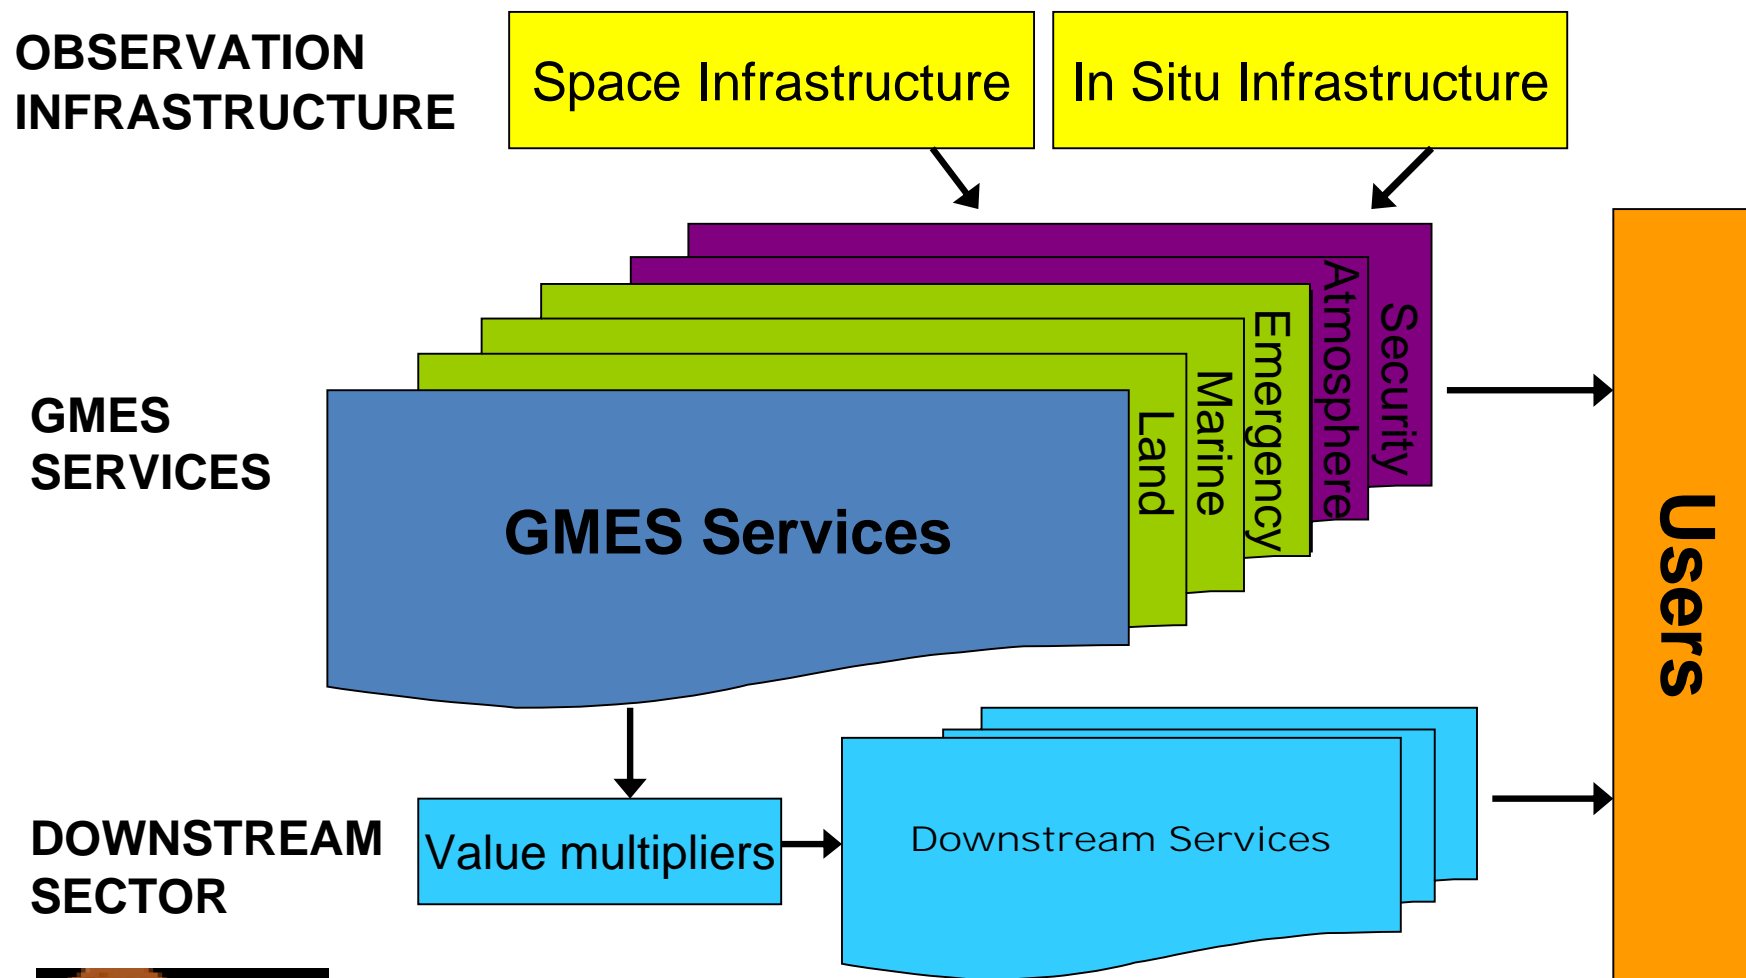 OBSERVATION
INFRASTRUCTURE
Space Infrastructure
In Situ Infrastructure
GMES
SERVICES
GMES Services
Land
Marine
Emergency
Atmosphere
Security
Users
DOWNSTREAM
SECTOR
Value multipliers
Downstream Services